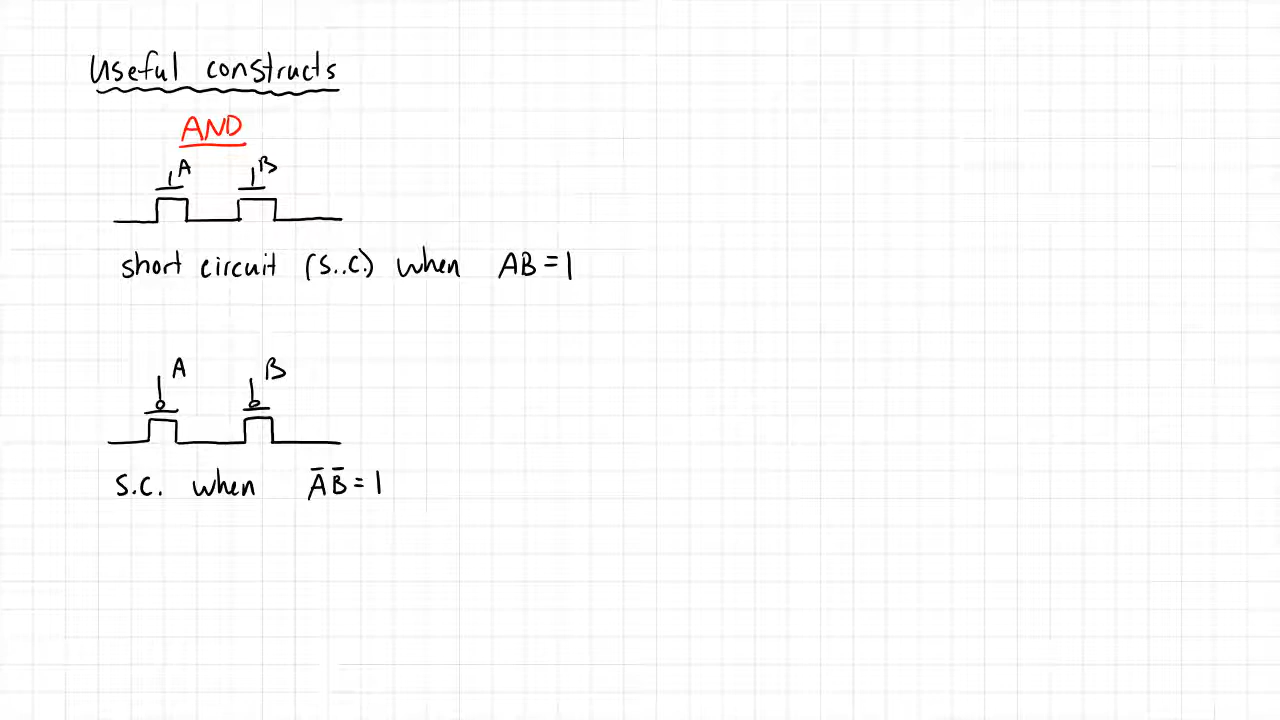 Useful constructs
AND
A B
short circuit (s..c.) when AB = 1
A B
s.c. when A̅ B̅ = 1